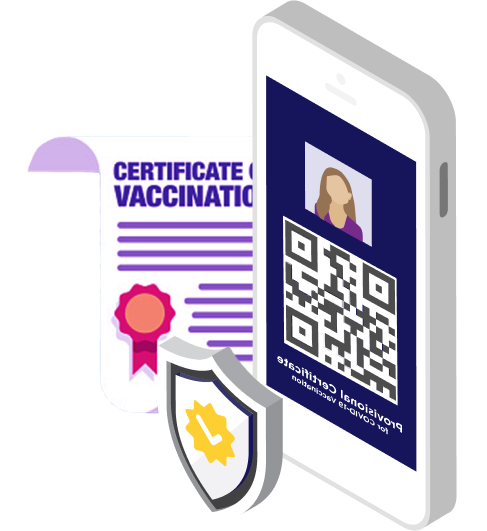 CERTIFICATE
VACCINATIO
Provisional Certificate
for COVID-19 Vaccination